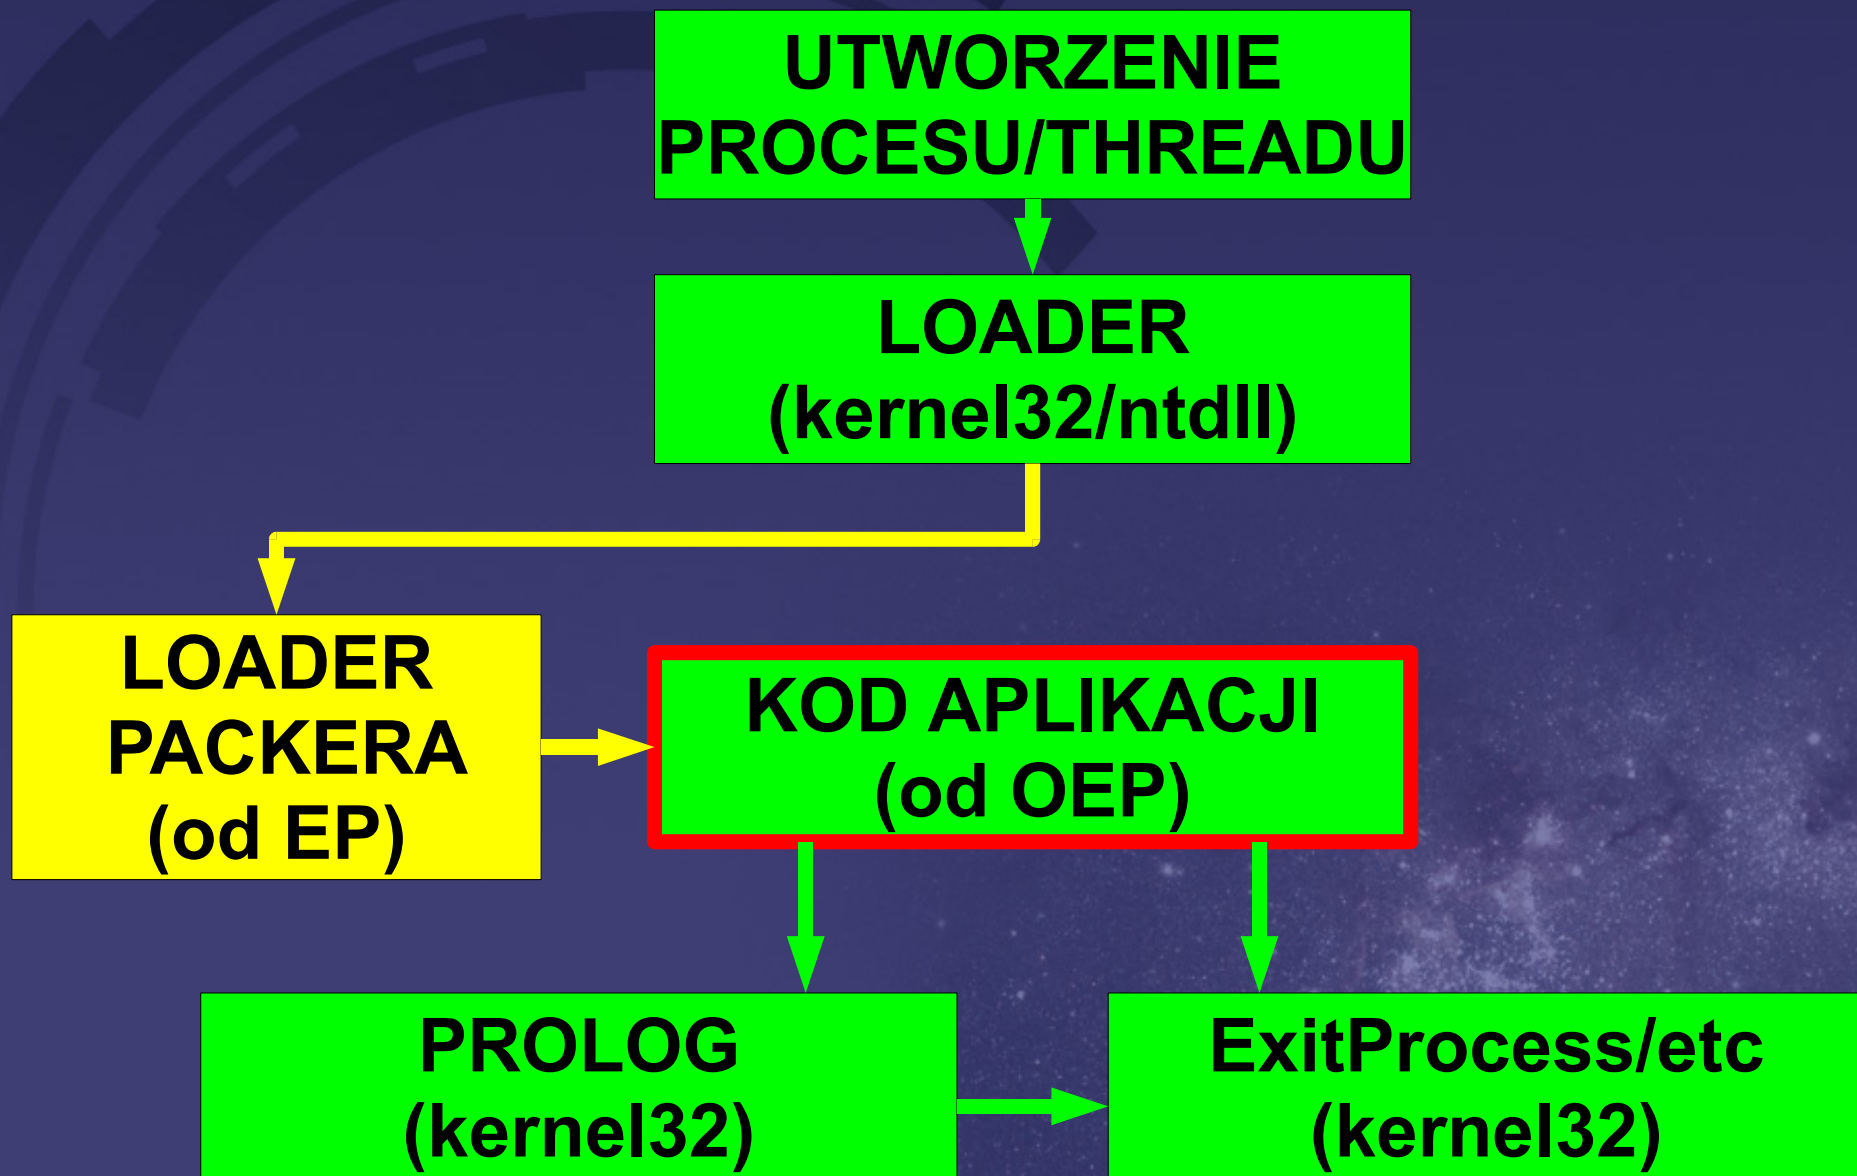 UTWORZENIE
PROCESU/THREADU
LOADER
(kernel32/ntdll)
LOADER
PACKERA
(od EP)
KOD APLIKACJI
(od OEP)
PROLOG
(kernel32)
ExitProcess/etc
(kernel32)